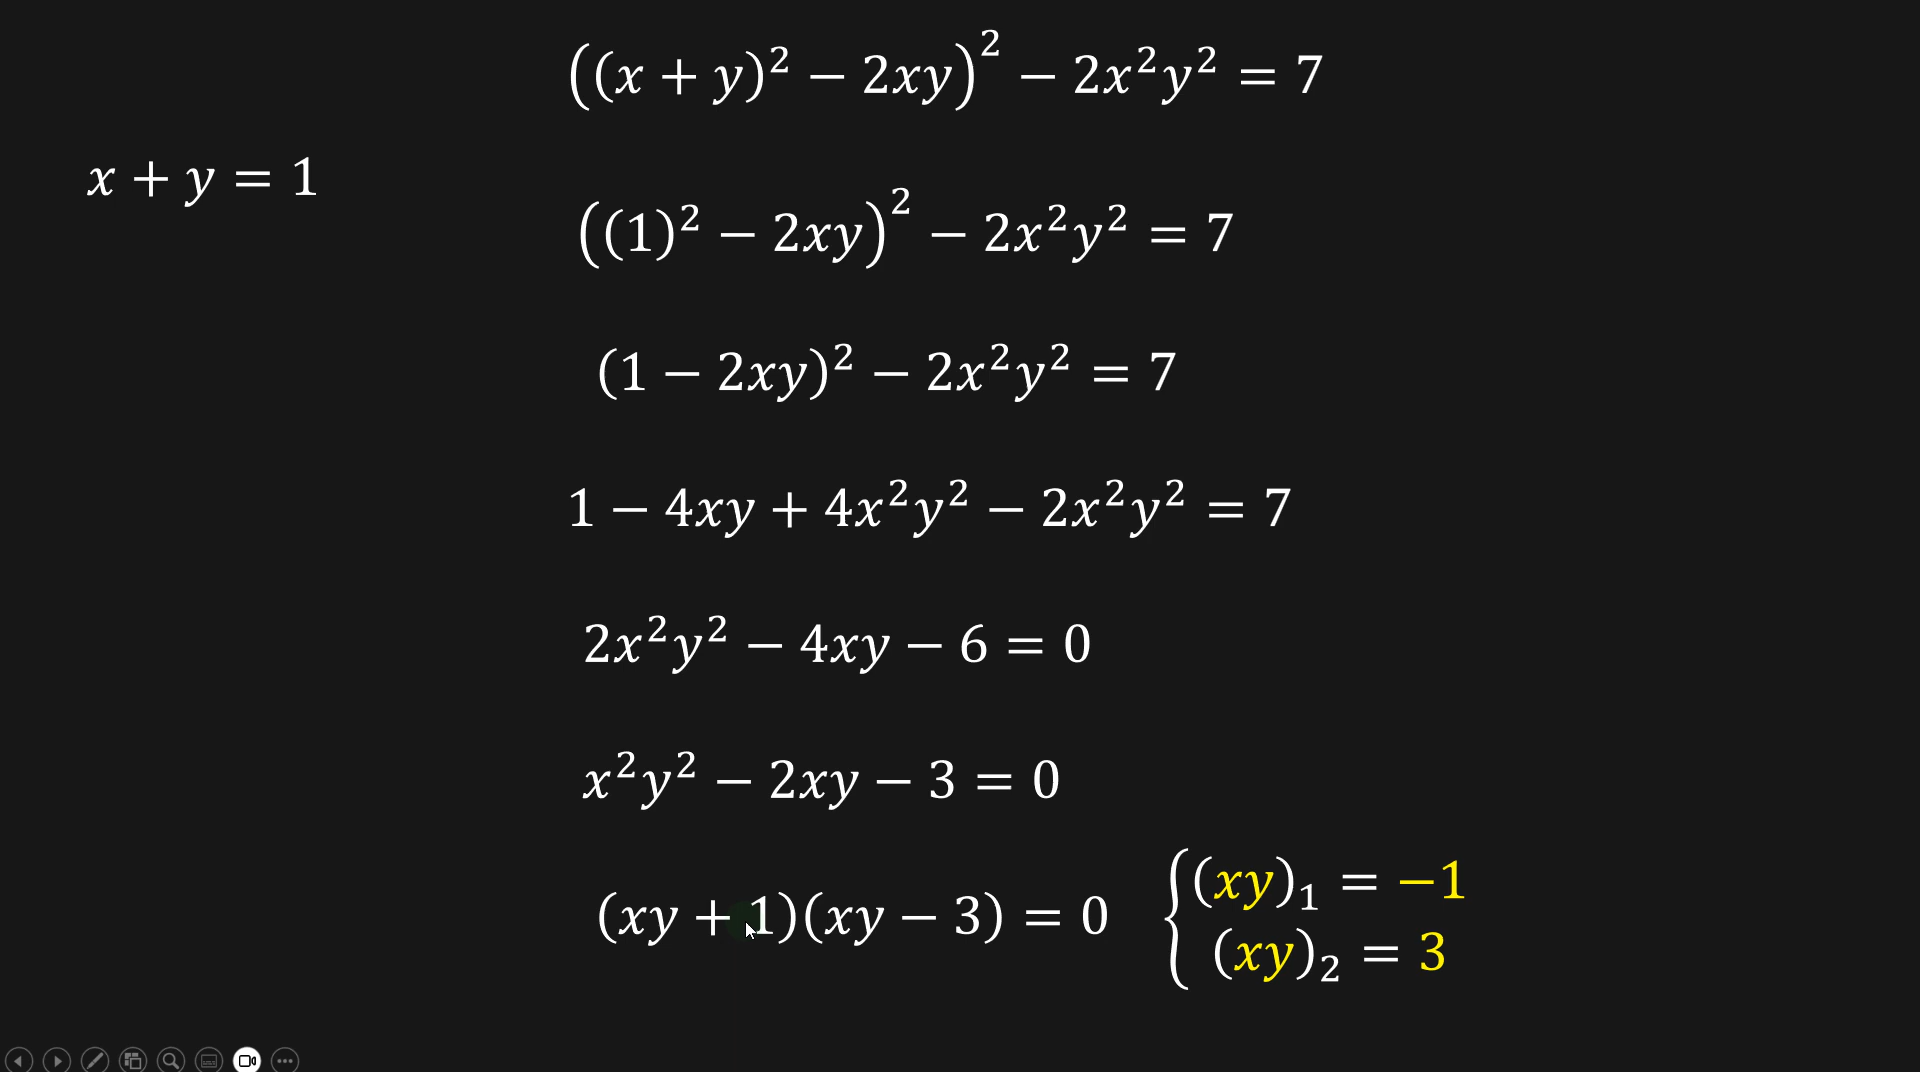 ((x + y)² − 2xy)² − 2x²y² = 7
x + y = 1
((1)² − 2xy)² − 2x²y² = 7
(1 − 2xy)² − 2x²y² = 7
1 − 4xy + 4x²y² − 2x²y² = 7
2x²y² − 4xy − 6 = 0
x²y² − 2xy − 3 = 0
(xy + 1)(xy − 3) = 0
(xy)₁ = −1
(xy)₂ = 3